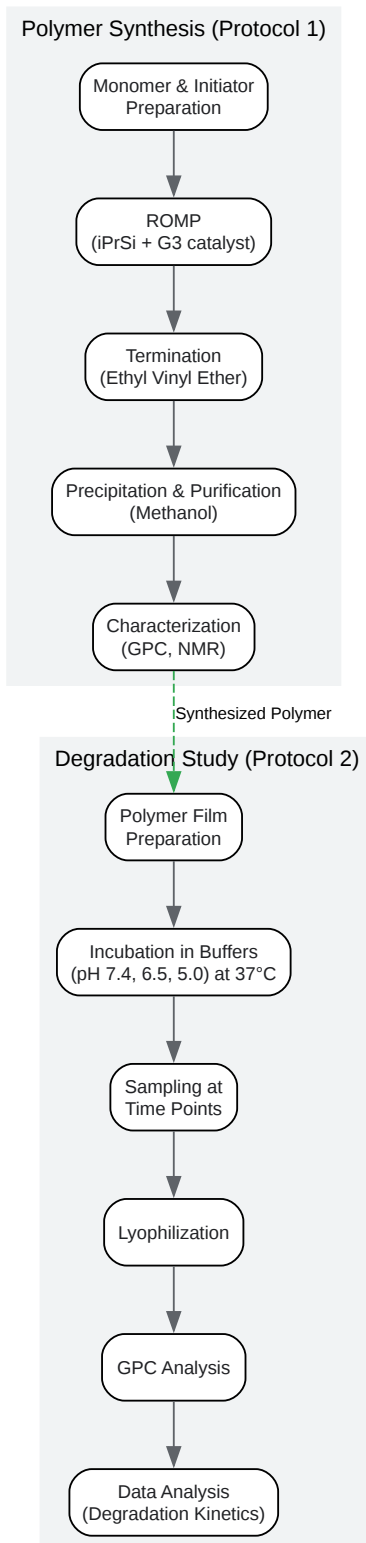 Polymer Synthesis (Protocol 1)
Monomer & Initiator
Preparation
ROMP
(iPrSi + G3 catalyst)
Termination
(Ethyl Vinyl Ether)
Precipitation & Purification
(Methanol)
Characterization
(GPC, NMR)
Synthesized Polymer
Degradation Study (Protocol 2)
Polymer Film
Preparation
Incubation in Buffers
(pH 7.4, 6.5, 5.0) at 37°C
Sampling at
Time Points
Lyophilization
GPC Analysis
Data Analysis
(Degradation Kinetics)